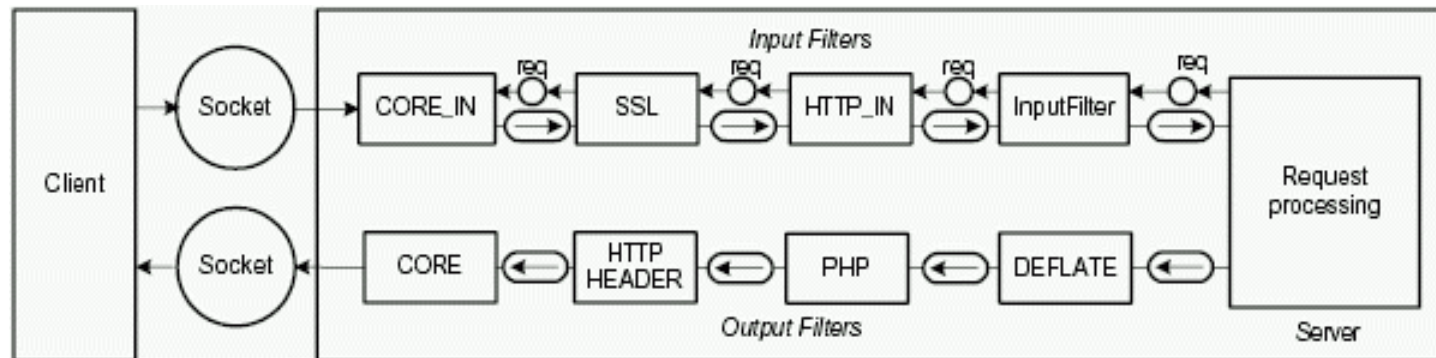 Input Filters
req
req
req
req
Socket
CORE_IN
SSL
HTTP_IN
InputFilter
Client
Request
processing
Socket
CORE
HTTP
HEADER
PHP
DEFLATE
Output Filters
Server